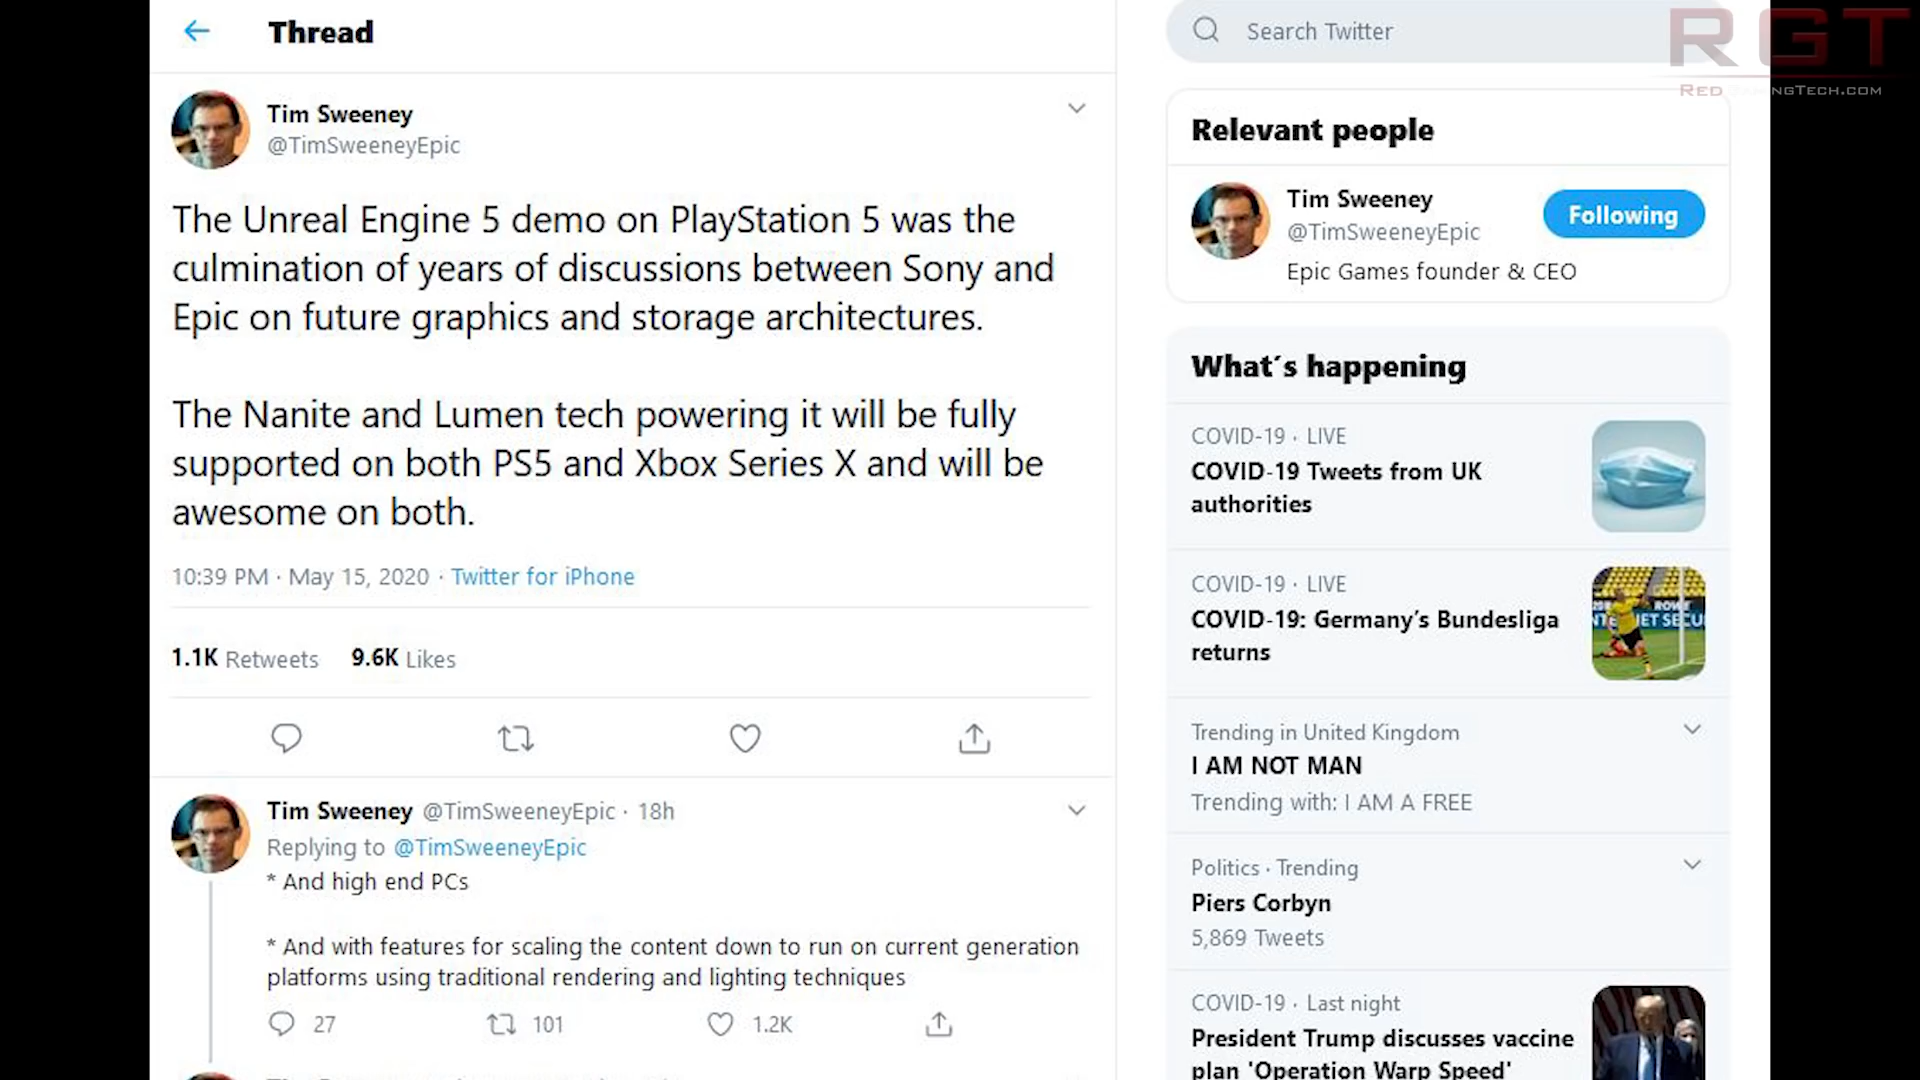 Thread
Tim Sweeney
@TimSweeneyEpic
The Unreal Engine 5 demo on PlayStation 5 was the
culmination of years of discussions between Sony and
Epic on future graphics and storage architectures.
The Nanite and Lumen tech powering it will be fully
supported on both PS5 and Xbox Series X and will be
awesome on both.
10:39 PM · May 15, 2020 · Twitter for iPhone
1.1K Retweets 9.6K Likes
Tim Sweeney @TimSweeneyEpic · 18h
Replying to @TimSweeneyEpic
* And high end PCs
* And with features for scaling the content down to run on current generation
platforms using traditional rendering and lighting techniques
27 101 1.2K
Search Twitter
RGT
Relevant people
Tim Sweeney
@TimSweeneyEpic
Following
Epic Games founder & CEO
What´s happening
COVID-19 · LIVE
COVID-19 Tweets from UK
authorities
COVID-19 · LIVE
COVID-19: Germany’s Bundesliga
returns
Trending in United Kingdom
I AM NOT MAN
Trending with: I AM A FREE
Politics · Trending
Piers Corbyn
5,869 Tweets
COVID-19 · Last night
President Trump discusses vaccine
plan 'Operation Warp Speed'